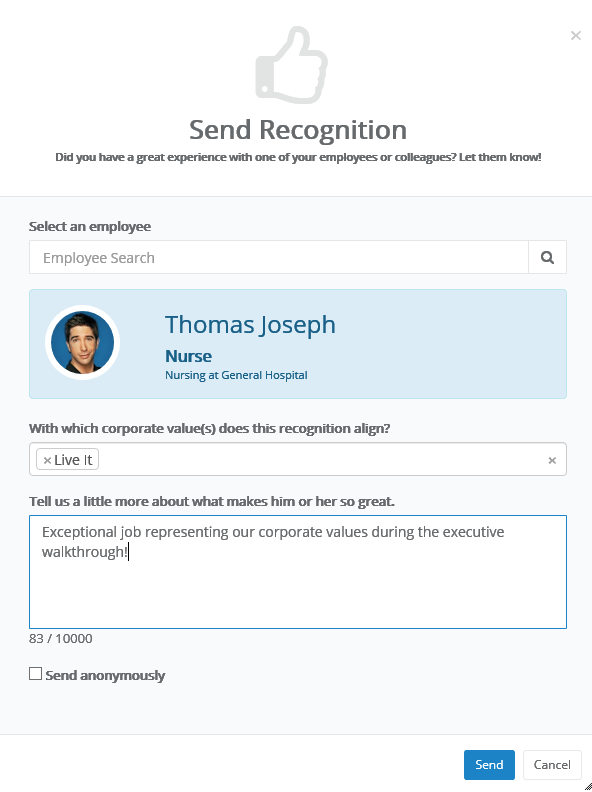 Send Recognition
Did you have a great experience with one of your employees or colleagues? Let them know!
Select an employee
Employee Search
Thomas Joseph
Nurse
Nursing at General Hospital
With which corporate value(s) does this recognition align?
× Live It ×
Tell us a little more about what makes him or her so great.
Exceptional job representing our corporate values during the executive
walkthrough!
83 / 10000
Send anonymously
Send Cancel